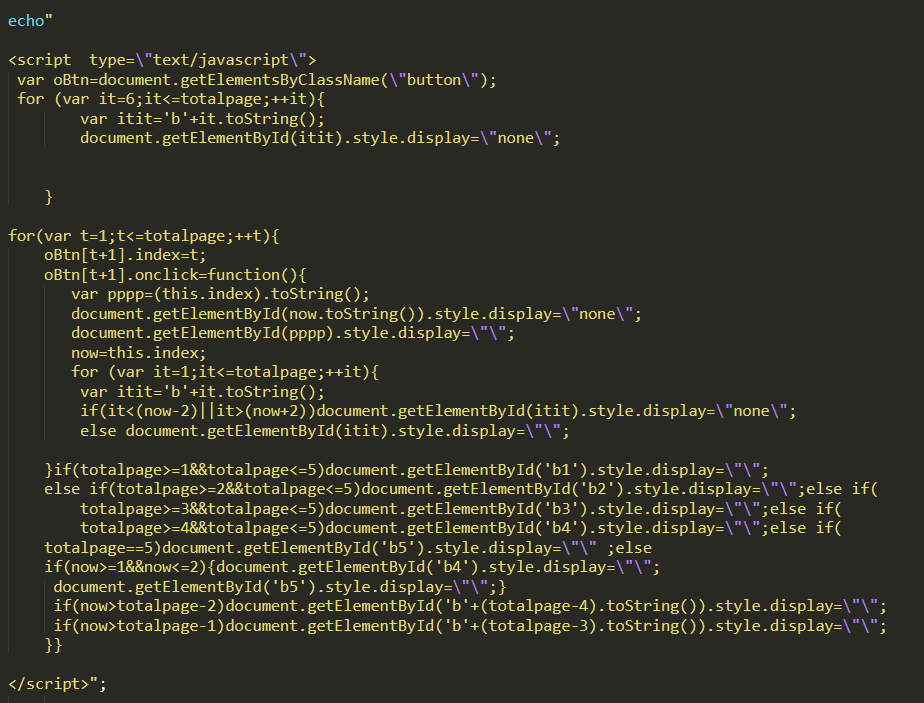 echo"
<script  type=\"text/javascript\">
 var oBtn=document.getElementsByClassName(\"button\");
 for (var it=6;it<=totalpage;++it){
        var itit='b'+it.toString();
        document.getElementById(itit).style.display=\"none\";
    }
for(var t=1;t<=totalpage;++t){
    oBtn[t+1].index=t;
    oBtn[t+1].onclick=function(){
       var pppp=(this.index).toString();
       document.getElementById(now.toString()).style.display=\"none\";
       document.getElementById(pppp).style.display=\"\";
       now=this.index;
       for (var it=1;it<=totalpage;++it){
        var itit='b'+it.toString();
        if(it<(now-2)||it>(now+2))document.getElementById(itit).style.display=\"none\";
        else document.getElementById(itit).style.display=\"\";
    }if(totalpage>=1&&totalpage<=5)document.getElementById('b1').style.display=\"\";
    else if(totalpage>=2&&totalpage<=5)document.getElementById('b2').style.display=\"\";else if(
        totalpage>=3&&totalpage<=5)document.getElementById('b3').style.display=\"\";else if(
        totalpage>=4&&totalpage<=5)document.getElementById('b4').style.display=\"\";else if(
    totalpage==5)document.getElementById('b5').style.display=\"\" ;else
    if(now>=1&&now<=2){document.getElementById('b4').style.display=\"\";
     document.getElementById('b5').style.display=\"\";}
     if(now>totalpage-2)document.getElementById('b'+(totalpage-4).toString()).style.display=\"\";
     if(now>totalpage-1)document.getElementById('b'+(totalpage-3).toString()).style.display=\"\";
    }}
</script>";